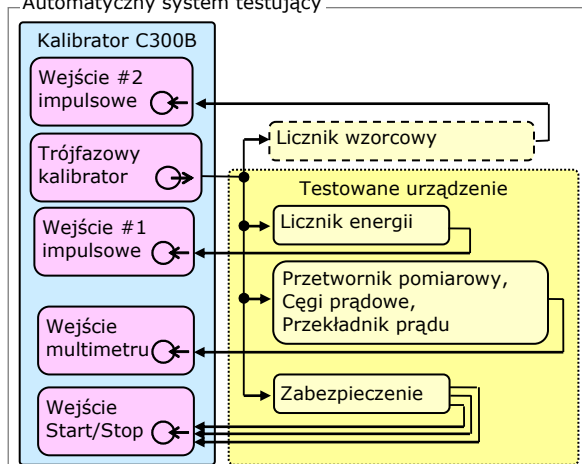 Automatyczny system testujący
Kalibrator C300B
Wejście #2
impulsowe
Trójfazowy
kalibrator
Wejście #1
impulsowe
Wejście
multimetru
Wejście
Start/Stop
Licznik wzorcowy
Testowane urządzenie
Licznik energii
Przetwornik pomiarowy,
Cęgi prądowe,
Przekładnik prądu
Zabezpieczenie